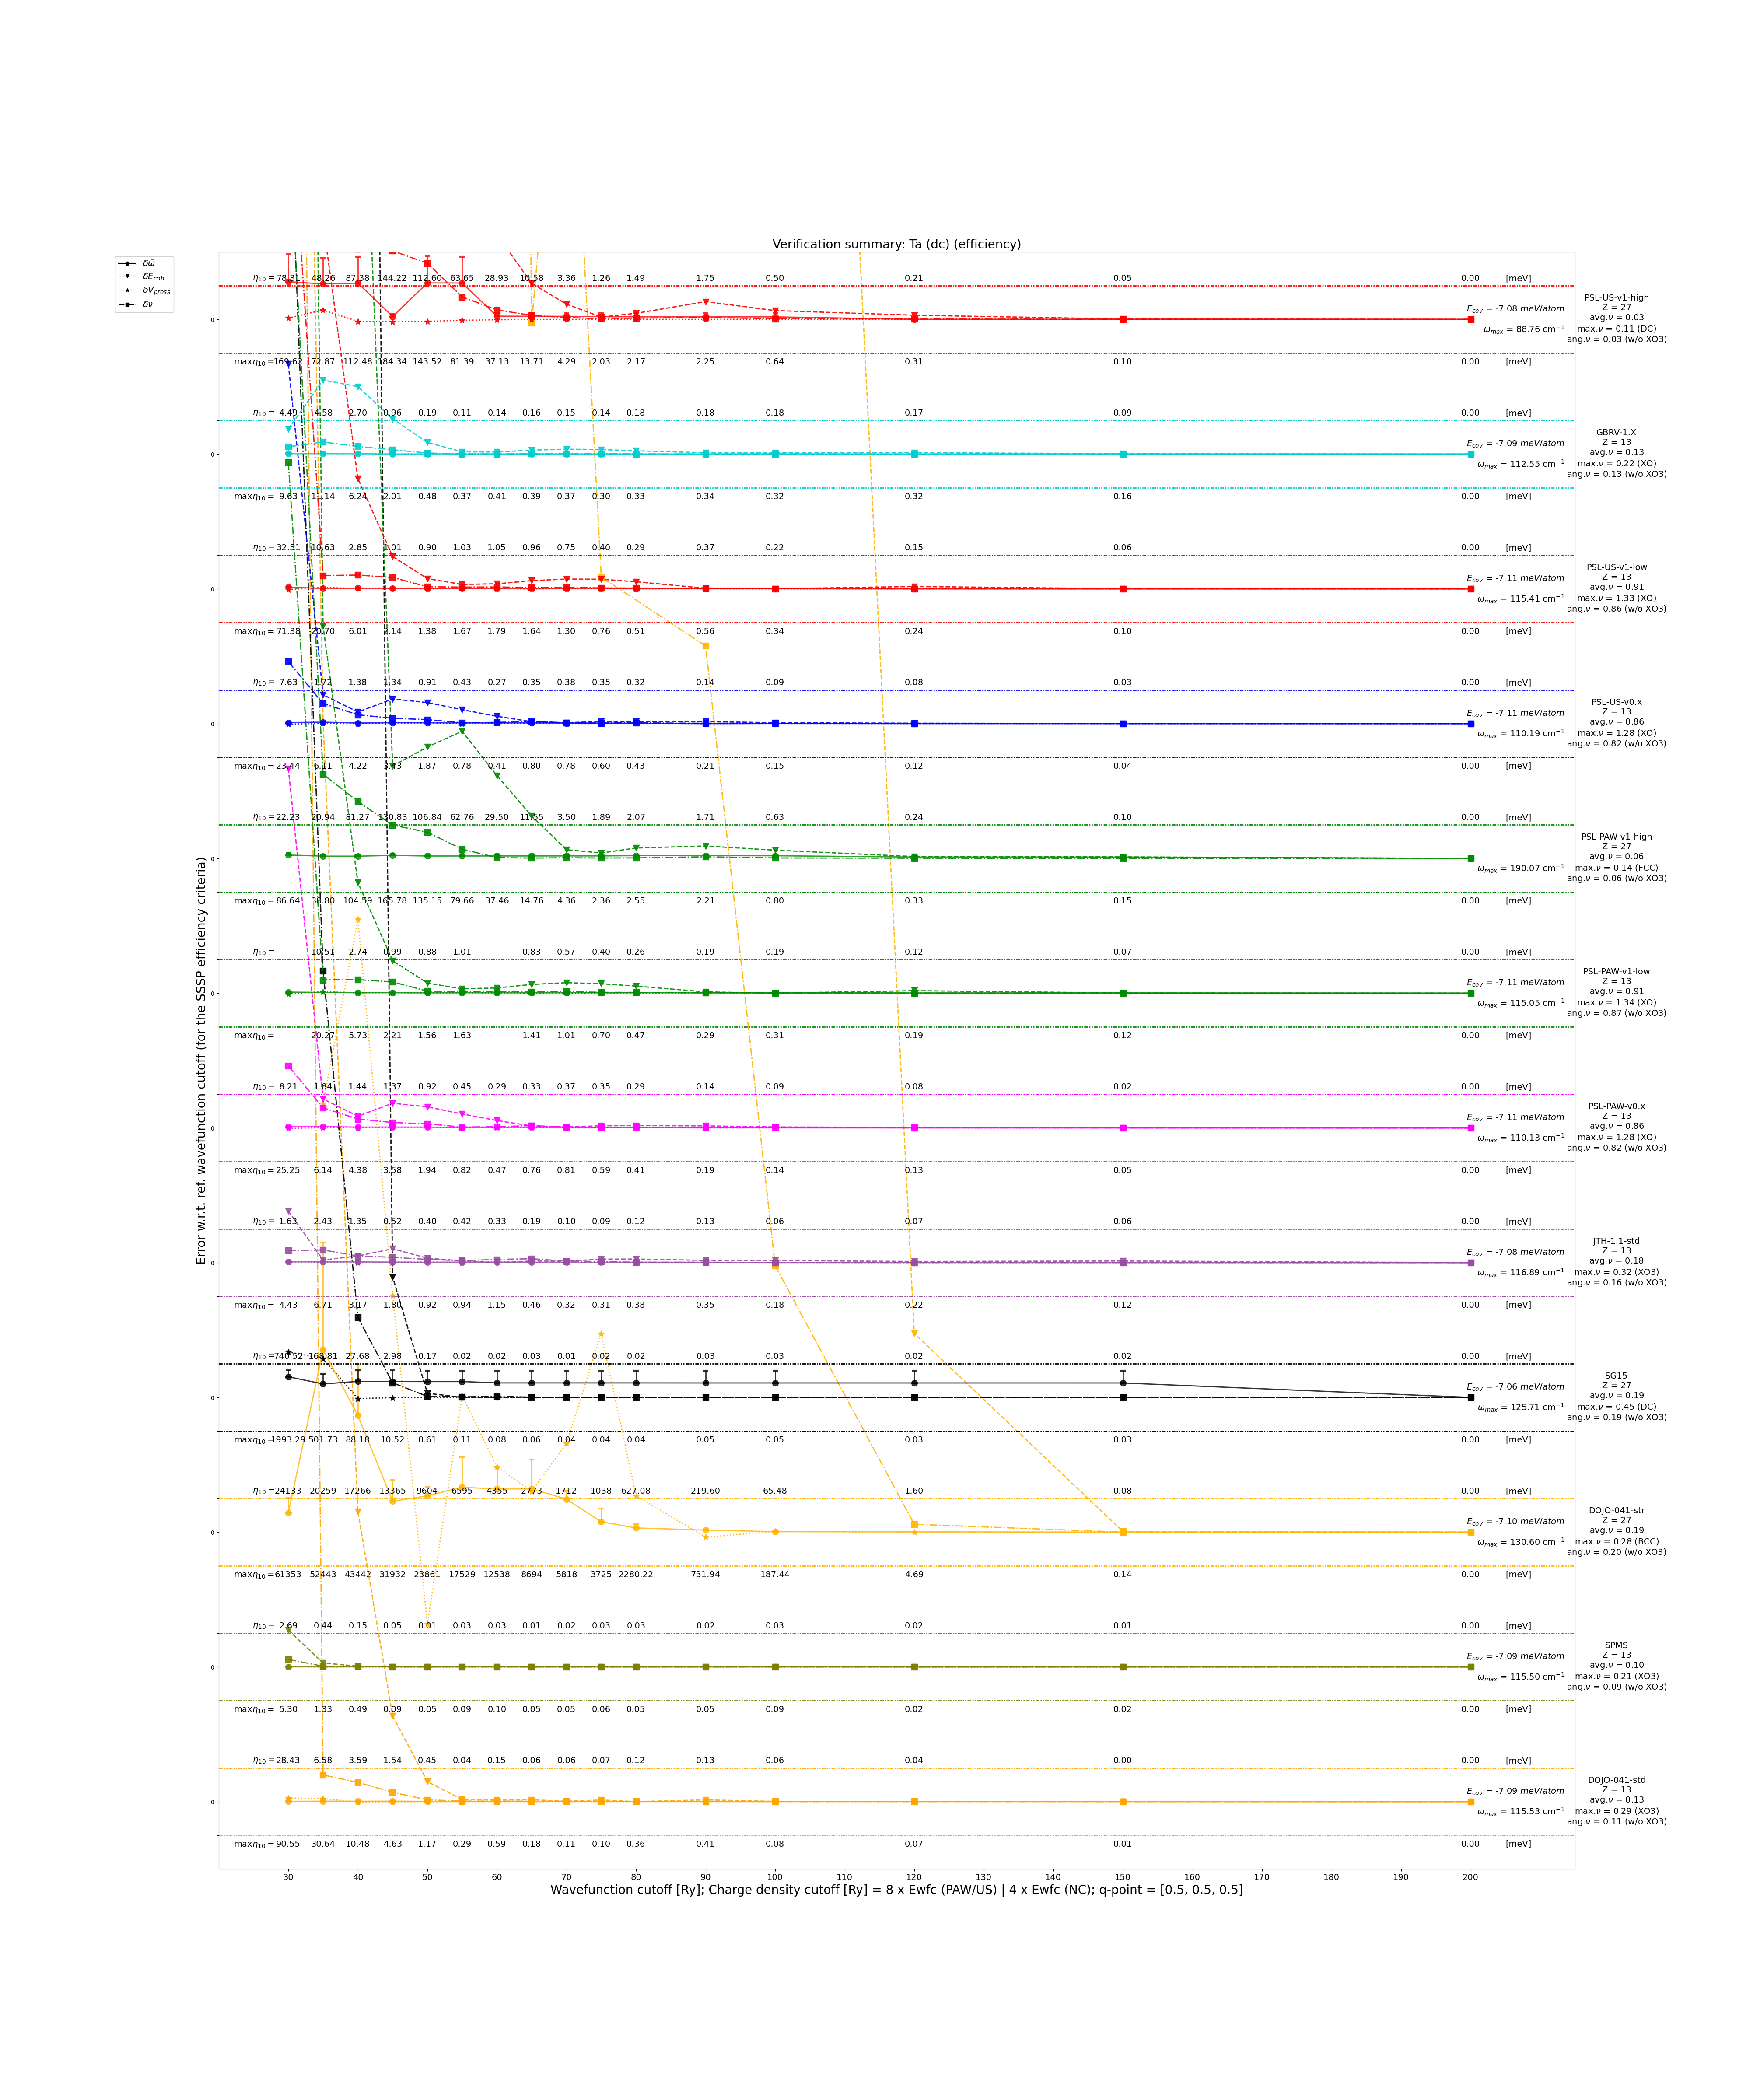 Verification summary: Ta (dc) (efficiency)
δω̄
δE_coh
δV_press
δν
Error w.r.t. ref. wavefunction cutoff (for the SSSP efficiency criteria)
η₁₀ = 78.31 48.26 87.38 144.22 112.60 63.65 28.93 10.58 3.36 1.26 1.49 1.75 0.50 0.21 0.05 0.00 [meV]
0
E_cov = -7.08 meV/atom
ω_max = 88.76 cm⁻¹
PSL-US-v1-high
Z = 27
avg.ν = 0.03
max.ν = 0.11 (DC)
ang.ν = 0.03 (w/o XO3)
maxη₁₀ = 169.62 72.87 112.48 184.34 143.52 81.39 37.13 13.71 4.29 2.03 2.17 2.25 0.64 0.31 0.10 0.00 [meV]
η₁₀ = 4.49 4.58 2.70 0.96 0.19 0.11 0.14 0.16 0.15 0.14 0.18 0.18 0.18 0.17 0.09 0.00 [meV]
0
E_cov = -7.09 meV/atom
ω_max = 112.55 cm⁻¹
GBRV-1.X
Z = 13
avg.ν = 0.13
max.ν = 0.22 (XO)
ang.ν = 0.13 (w/o XO3)
maxη₁₀ = 9.63 11.14 6.24 2.01 0.48 0.37 0.41 0.39 0.37 0.30 0.33 0.34 0.32 0.32 0.16 0.00 [meV]
η₁₀ = 32.51 10.63 2.85 1.01 0.90 1.03 1.05 0.96 0.75 0.40 0.29 0.37 0.22 0.15 0.06 0.00 [meV]
0
E_cov = -7.11 meV/atom
ω_max = 115.41 cm⁻¹
PSL-US-v1-low
Z = 13
avg.ν = 0.91
max.ν = 1.33 (XO)
ang.ν = 0.86 (w/o XO3)
maxη₁₀ = 71.38 20.70 6.01 2.14 1.38 1.67 1.79 1.64 1.30 0.76 0.51 0.56 0.34 0.24 0.10 0.00 [meV]
η₁₀ = 7.63 1.72 1.38 1.34 0.91 0.43 0.27 0.35 0.38 0.35 0.32 0.14 0.09 0.08 0.03 0.00 [meV]
0
E_cov = -7.11 meV/atom
ω_max = 110.19 cm⁻¹
PSL-US-v0.x
Z = 13
avg.ν = 0.86
max.ν = 1.28 (XO)
ang.ν = 0.82 (w/o XO3)
maxη₁₀ = 23.44 6.11 4.22 3.43 1.87 0.78 0.41 0.80 0.78 0.60 0.43 0.21 0.15 0.12 0.04 0.00 [meV]
η₁₀ = 22.23 20.94 81.27 130.83 106.84 62.76 29.50 11.55 3.50 1.89 2.07 1.71 0.63 0.24 0.10 0.00 [meV]
0
ω_max = 190.07 cm⁻¹
PSL-PAW-v1-high
Z = 27
avg.ν = 0.06
max.ν = 0.14 (FCC)
ang.ν = 0.06 (w/o XO3)
maxη₁₀ = 86.64 38.80 104.59 165.78 135.15 79.66 37.46 14.76 4.36 2.36 2.55 2.21 0.80 0.33 0.15 0.00 [meV]
η₁₀ = 10.51 2.74 0.99 0.88 1.01 0.83 0.57 0.40 0.26 0.19 0.19 0.12 0.07 0.00 [meV]
0
E_cov = -7.11 meV/atom
ω_max = 115.05 cm⁻¹
PSL-PAW-v1-low
Z = 13
avg.ν = 0.91
max.ν = 1.34 (XO)
ang.ν = 0.87 (w/o XO3)
maxη₁₀ = 20.27 5.73 2.21 1.56 1.63 1.41 1.01 0.70 0.47 0.29 0.31 0.19 0.12 0.00 [meV]
η₁₀ = 8.21 1.84 1.44 1.37 0.92 0.45 0.29 0.33 0.37 0.35 0.29 0.14 0.09 0.08 0.02 0.00 [meV]
0
E_cov = -7.11 meV/atom
ω_max = 110.13 cm⁻¹
PSL-PAW-v0.x
Z = 13
avg.ν = 0.86
max.ν = 1.28 (XO)
ang.ν = 0.82 (w/o XO3)
maxη₁₀ = 25.25 6.14 4.38 3.58 1.94 0.82 0.47 0.76 0.81 0.59 0.41 0.19 0.14 0.13 0.05 0.00 [meV]
η₁₀ = 1.63 2.43 1.35 0.52 0.40 0.42 0.33 0.19 0.10 0.09 0.12 0.13 0.06 0.07 0.06 0.00 [meV]
0
E_cov = -7.08 meV/atom
ω_max = 116.89 cm⁻¹
JTH-1.1-std
Z = 13
avg.ν = 0.18
max.ν = 0.32 (XO3)
ang.ν = 0.16 (w/o XO3)
maxη₁₀ = 4.43 6.71 3.17 1.80 0.92 0.94 1.15 0.46 0.32 0.31 0.38 0.35 0.18 0.22 0.12 0.00 [meV]
η₁₀ = 740.52 168.81 27.68 2.98 0.17 0.02 0.02 0.03 0.01 0.02 0.02 0.03 0.03 0.02 0.02 0.00 [meV]
0
E_cov = -7.06 meV/atom
ω_max = 125.71 cm⁻¹
SG15
Z = 27
avg.ν = 0.19
max.ν = 0.45 (DC)
ang.ν = 0.19 (w/o XO3)
maxη₁₀ = 1993.29 501.73 88.18 10.52 0.61 0.11 0.08 0.06 0.04 0.04 0.04 0.05 0.05 0.03 0.03 0.00 [meV]
η₁₀ = 24133 20259 17266 13365 9604 6595 4355 2773 1712 1038 627.08 219.60 65.48 1.60 0.08 0.00 [meV]
0
E_cov = -7.10 meV/atom
ω_max = 130.60 cm⁻¹
DOJO-041-str
Z = 27
avg.ν = 0.19
max.ν = 0.28 (BCC)
ang.ν = 0.20 (w/o XO3)
maxη₁₀ = 61353 52443 43442 31932 23861 17529 12538 8694 5818 3725 2280.22 731.94 187.44 4.69 0.14 0.00 [meV]
η₁₀ = 2.69 0.44 0.15 0.05 0.01 0.03 0.03 0.01 0.02 0.03 0.03 0.02 0.03 0.02 0.01 0.00 [meV]
0
E_cov = -7.09 meV/atom
ω_max = 115.50 cm⁻¹
SPMS
Z = 13
avg.ν = 0.10
max.ν = 0.21 (XO3)
ang.ν = 0.09 (w/o XO3)
maxη₁₀ = 5.30 1.33 0.49 0.09 0.05 0.09 0.10 0.05 0.05 0.06 0.05 0.05 0.09 0.02 0.02 0.00 [meV]
η₁₀ = 28.43 6.58 3.59 1.54 0.45 0.04 0.15 0.06 0.06 0.07 0.12 0.13 0.06 0.04 0.00 0.00 [meV]
0
E_cov = -7.09 meV/atom
ω_max = 115.53 cm⁻¹
DOJO-041-std
Z = 13
avg.ν = 0.13
max.ν = 0.29 (XO3)
ang.ν = 0.11 (w/o XO3)
maxη₁₀ = 90.55 30.64 10.48 4.63 1.17 0.29 0.59 0.18 0.11 0.10 0.36 0.41 0.08 0.07 0.01 0.00 [meV]
30 40 50 60 70 80 90 100 110 120 130 140 150 160 170 180 190 200
Wavefunction cutoff [Ry]; Charge density cutoff [Ry] = 8 x Ewfc (PAW/US) | 4 x Ewfc (NC); q-point = [0.5, 0.5, 0.5]